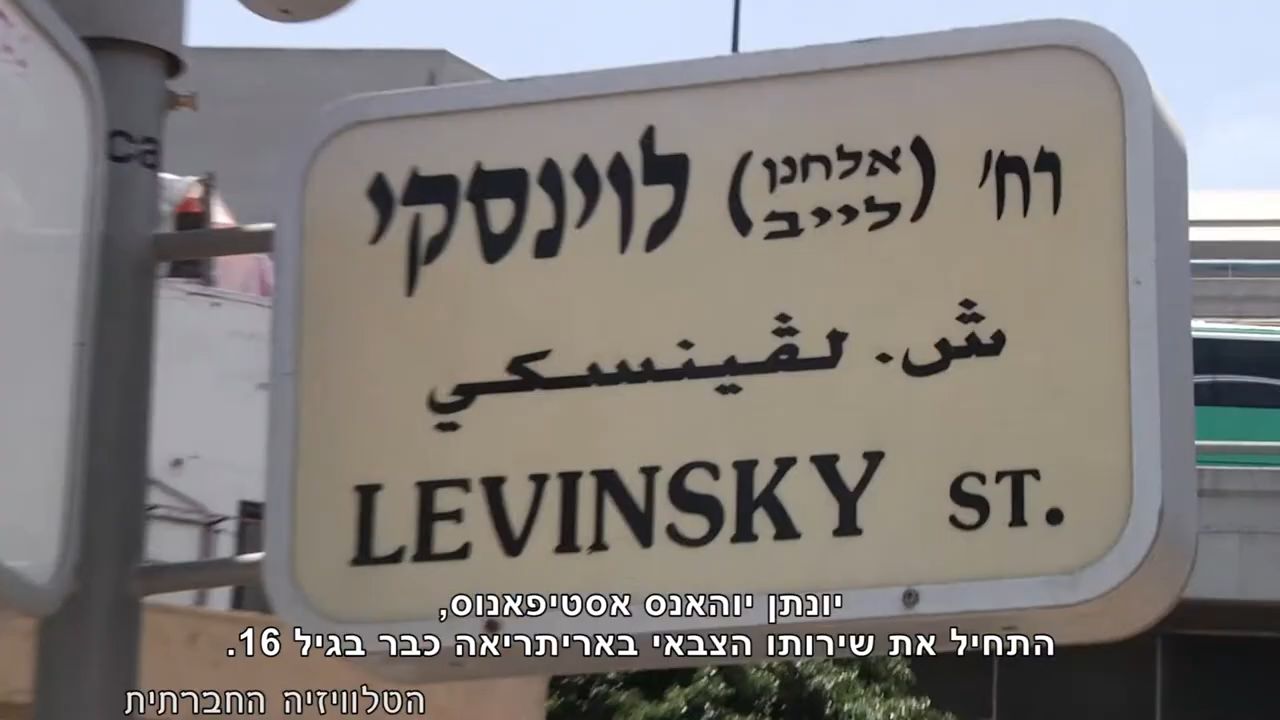 רח' (אלחנן לייב) לוינסקי
ش. لڤينسكي
LEVINSKY ST.
ca
יונתן יוהאנס אסטיפאנוס,
התחיל את שירותו הצבאי באריתריאה כבר בגיל 16.
הטלוויזיה החברתית